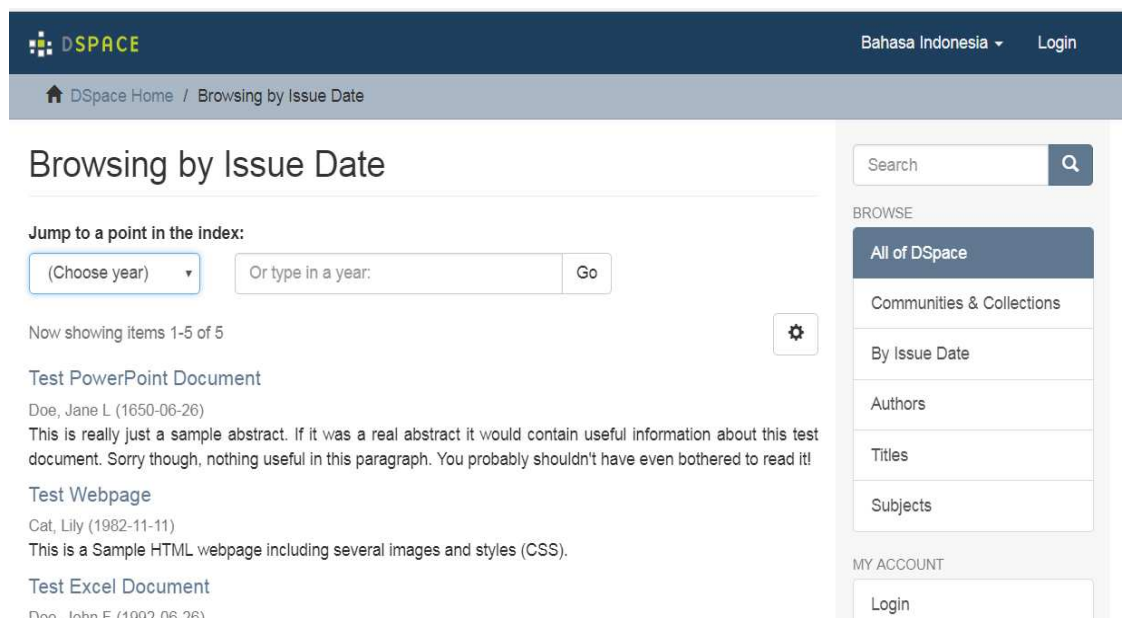 DSPACE
Bahasa Indonesia
Login
DSpace Home / Browsing by Issue Date
Browsing by Issue Date
Jump to a point in the index:
(Choose year)
Or type in a year:
Go
Now showing items 1-5 of 5
Test PowerPoint Document
Doe, Jane L (1650-06-26)
This is really just a sample abstract. If it was a real abstract it would contain useful information about this test
document. Sorry though, nothing useful in this paragraph. You probably shouldn't have even bothered to read it!
Test Webpage
Cat, Lily (1982-11-11)
This is a Sample HTML webpage including several images and styles (CSS).
Test Excel Document
Doe, John E (1992-06-26)
Search
BROWSE
All of DSpace
Communities & Collections
By Issue Date
Authors
Titles
Subjects
MY ACCOUNT
Login